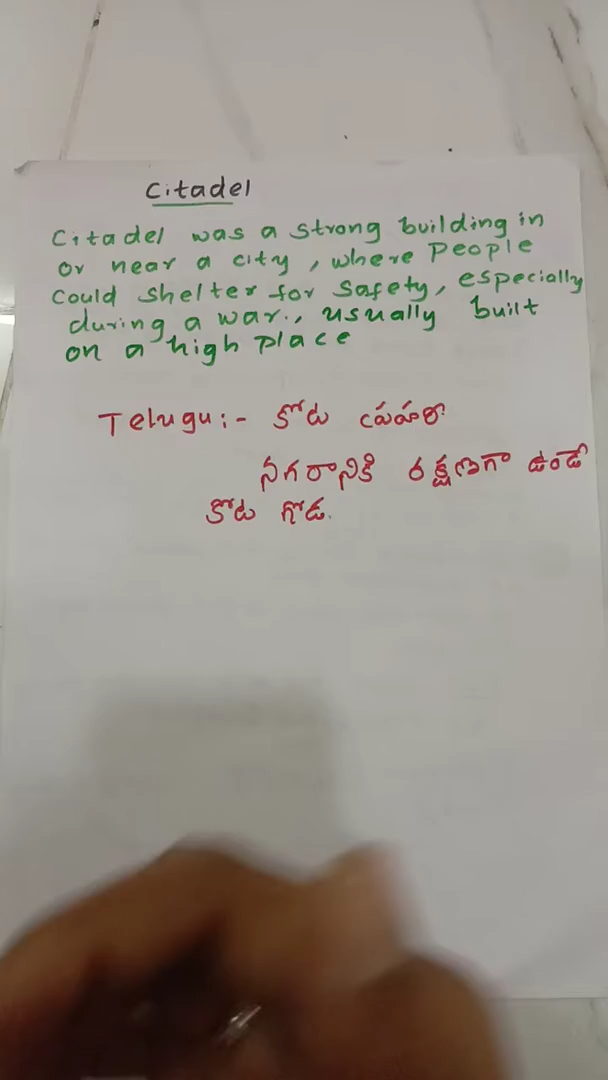 Citadel
Citadel was a strong building in
or near a city, where People
Could shelter for safety, especially
during a war., usually built
on a high place
Telugu:- కోట
నగరానికి రక్షణగా ఉండే
కోట గోడ.